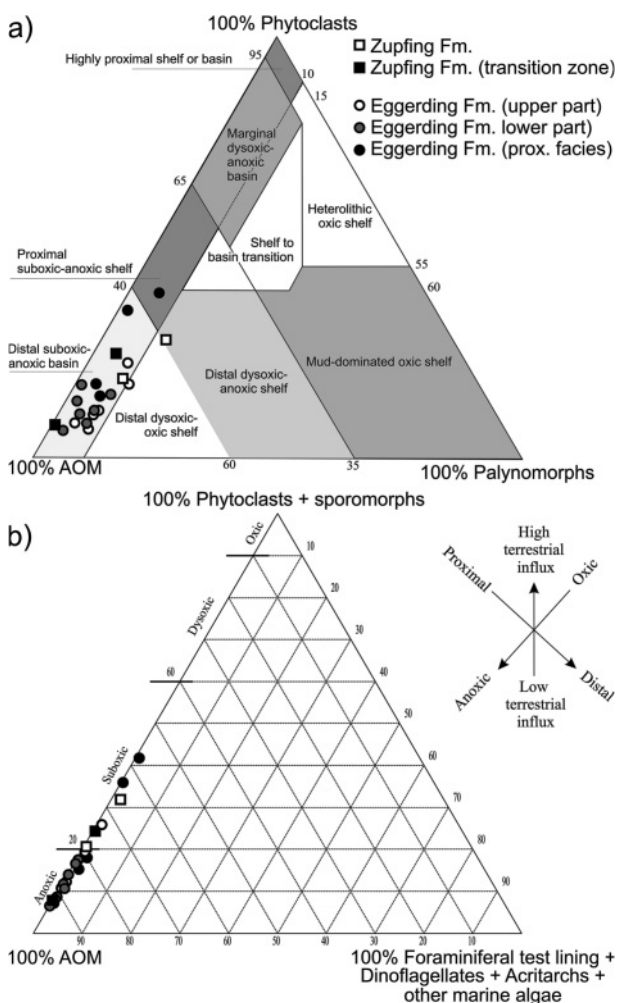 a)
100% Phytoclasts
Zupfing Fm.
Zupfing Fm. (transition zone)
Eggerding Fm. (upper part)
Eggerding Fm. lower part)
Eggerding Fm. (prox. facies)
Highly proximal shelf or basin
95
10
15
Marginal
dysoxic-
anoxic
basin
65
Heterolithic
oxic shelf
Shelf to
basin transition
Proximal
suboxic-anoxic shelf
40
55
60
Distal suboxic-
anoxic basin
Mud-dominated oxic shelf
Distal dysoxic-
anoxic shelf
Distal dysoxic-
oxic shelf
100% AOM
60
35
100% Palynomorphs
b)
100% Phytoclasts + sporomorphs
Oxic
10
Dysoxic
20
30
60
40
50
Suboxic
60
70
20
80
Anoxic
90
90
80
70
60
50
40
30
20
10
0
100% AOM
100% Foraminiferal test lining +
Dinoflagellates + Acritarchs +
other marine algae
High
terrestrial
influx
Proximal
Oxic
Anoxic
Low
terrestrial
influx
Distal